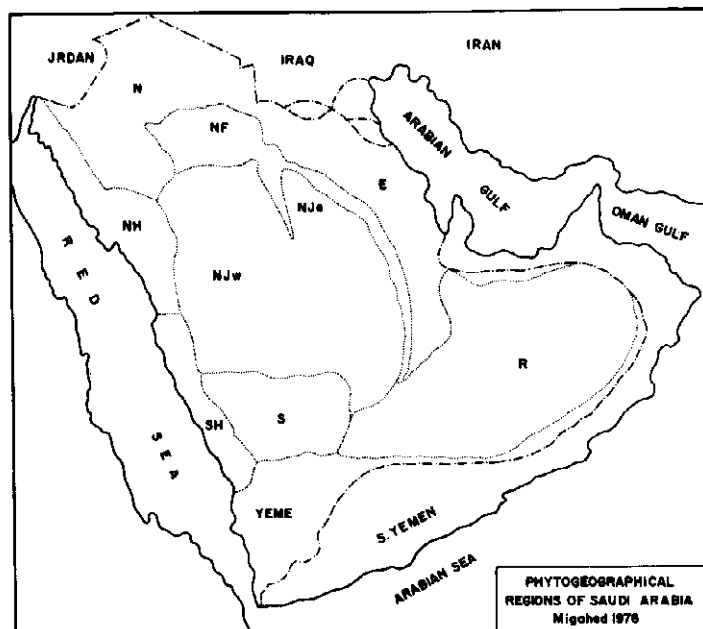 JRDAN
IRAQ
IRAN
N
NF
ARABIAN
GULF
OMAN GULF
E
NJe
NH
NJw
RED
SEA
R
SH
S
YEME
S. YEMEN
ARABIAN SEA
PHYTOGEOGRAPHICAL
REGIONS OF SAUDI ARABIA
Migahed 1976